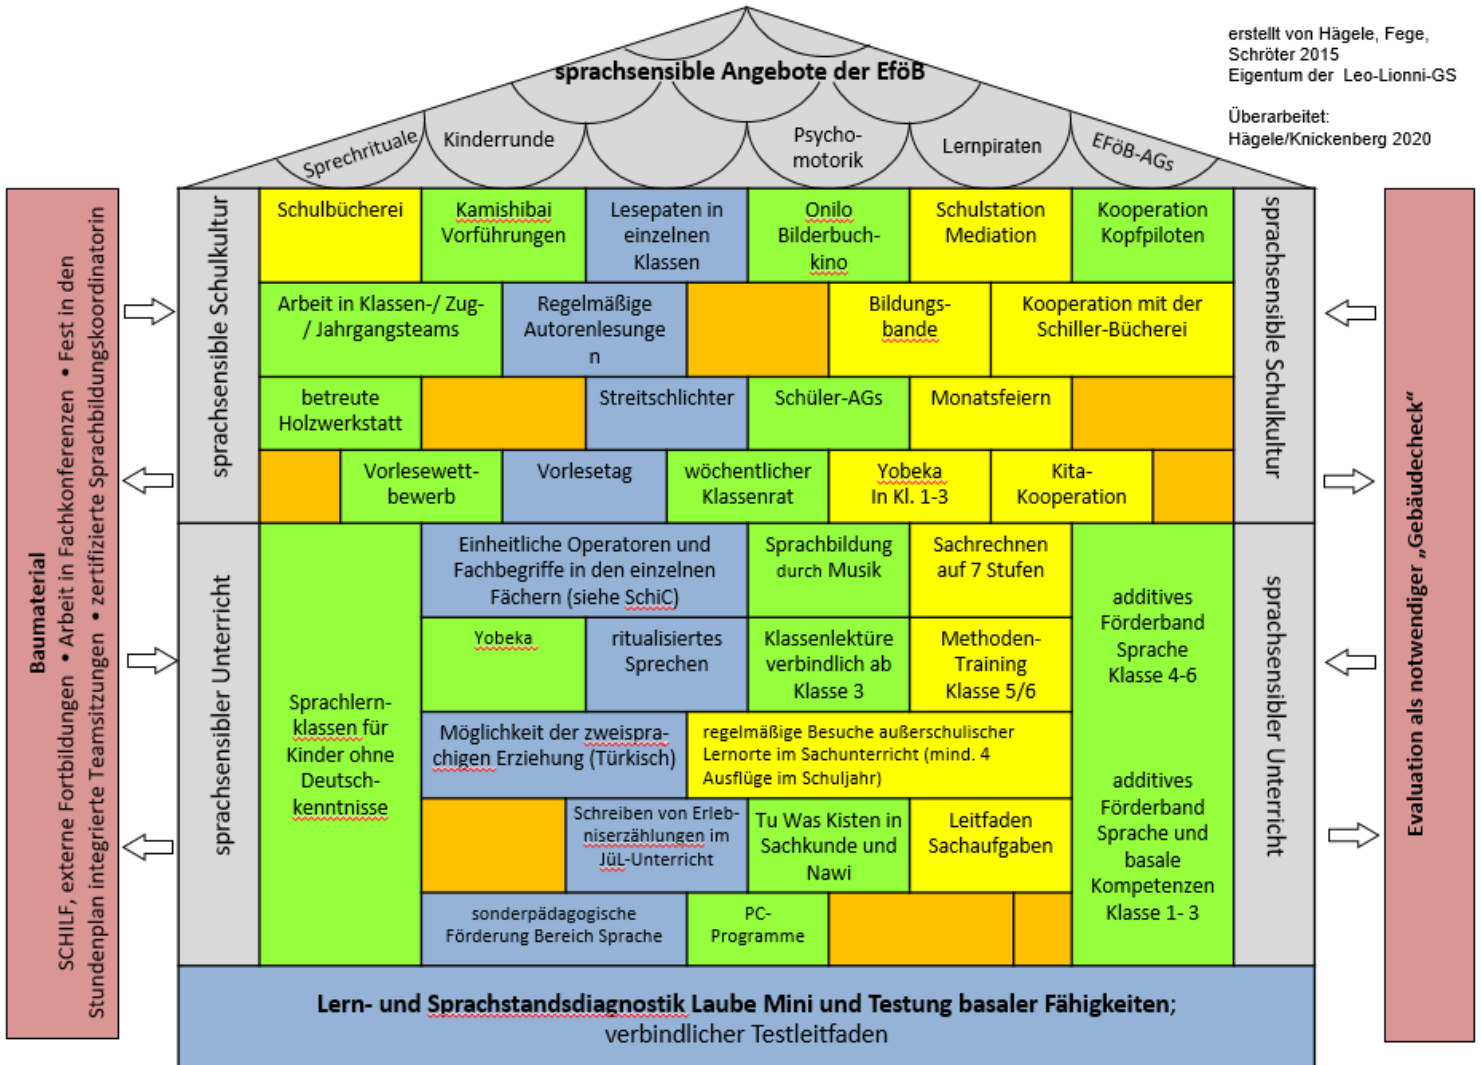 erstellt von Hägele, Fege,
Schröter 2015
Eigentum der Leo-Lionni-GS
Überarbeitet:
Hägele/Knickenberg 2020
sprachsensible Angebote der EföB
Sprechrituale
Kinderrunde
Psycho-
motorik
Lernpiraten
EFöB-AGs
Baumaterial
SCHILF, externe Fortbildungen • Arbeit in Fachkonferenzen • Fest in den
Stundenplan integrierte Teamsitzungen • zertifizierte Sprachbildungskoordinatorin
sprachsensible Schulkultur
Schulbücherei
Kamishibai
Vorführungen
Lesepaten in
einzelnen
Klassen
Onilo
Bilderbuch-
kino
Schulstation
Mediation
Kooperation
Kopfpiloten
Arbeit in Klassen-/ Zug-
/ Jahrgangsteams
Regelmäßige
Autorenlesunge
n
Bildungs-
bande
Kooperation mit der
Schiller-Bücherei
betreute
Holzwerkstatt
Streitschlichter
Schüler-AGs
Monatsfeiern
Vorlesewett-
bewerb
Vorlesetag
wöchentlicher
Klassenrat
Yobeka
In Kl. 1-3
Kita-
Kooperation
sprachsensible Schulkultur
sprachsensibler Unterricht
Sprachlern-
klassen für
Kinder ohne
Deutsch-
kenntnisse
Einheitliche Operatoren und
Fachbegriffe in den einzelnen
Fächern (siehe SchiC)
Sprachbildung
durch Musik
Sachrechnen
auf 7 Stufen
Yobeka
ritualisiertes
Sprechen
Klassenlektüre
verbindlich ab
Klasse 3
Methoden-
Training
Klasse 5/6
Möglichkeit der zweispra-
chigen Erziehung (Türkisch)
regelmäßige Besuche außerschulischer
Lernorte im Sachunterricht (mind. 4
Ausflüge im Schuljahr)
Schreiben von Erleb-
niserzählungen im
JüL-Unterricht
Tu Was Kisten in
Sachkunde und
Nawi
Leitfaden
Sachaufgaben
sonderpädagogische
Förderung Bereich Sprache
PC-
Programme
additives
Förderband
Sprache
Klasse 4-6
additives
Förderband
Sprache und
basale
Kompetenzen
Klasse 1- 3
sprachsensibler Unterricht
Evaluation als notwendiger „Gebäudecheck“
Lern- und Sprachstandsdiagnostik Laube Mini und Testung basaler Fähigkeiten;
verbindlicher Testleitfaden